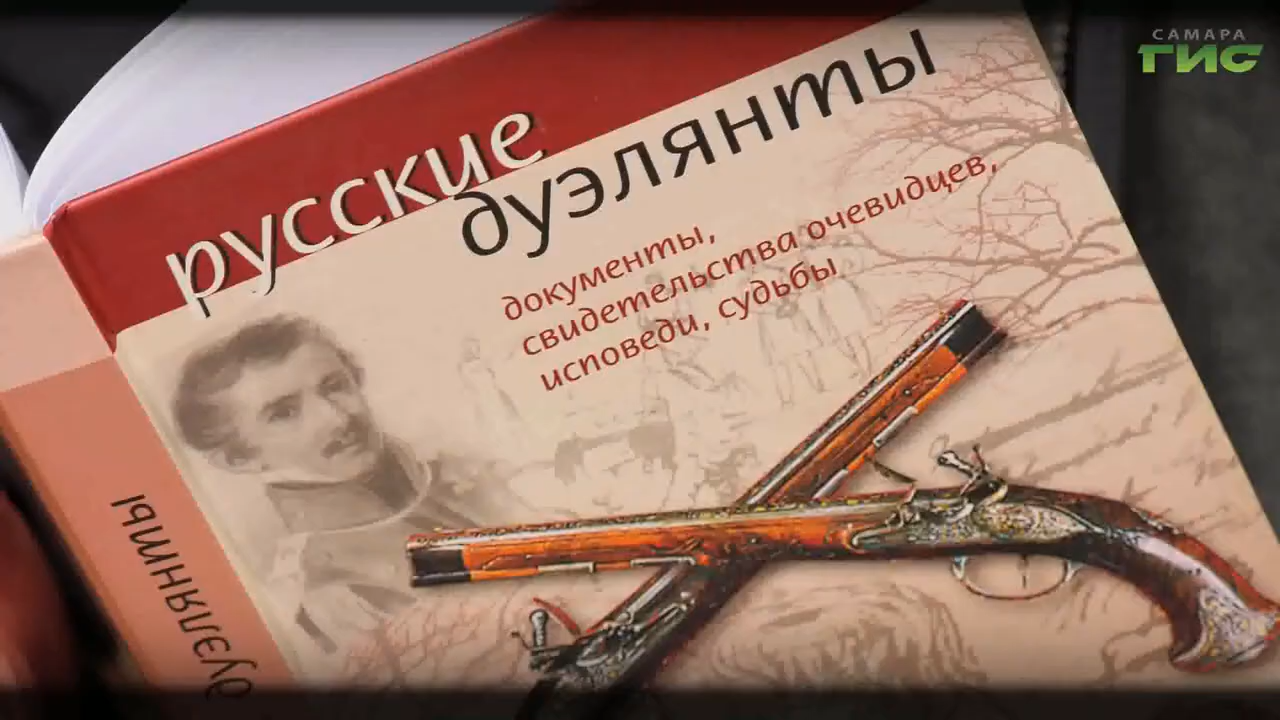 САМАРА
ГИС
русские
дуэлянты
документы,
свидетельства очевидцев,
исповеди, судьбы
дуэлянты